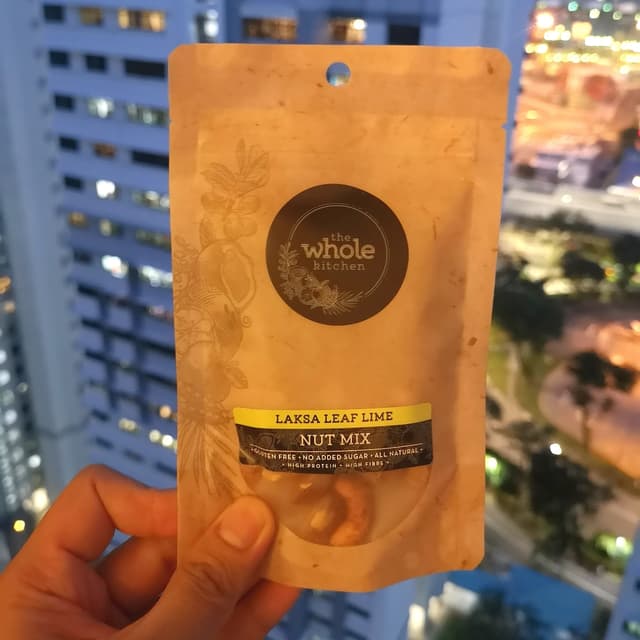 the
whole
kitchen
LAKSA LEAF LIME
NUT MIX
• GLUTEN FREE • NO ADDED SUGAR • ALL NATURAL •
• HIGH PROTEIN • HIGH FIBRE •